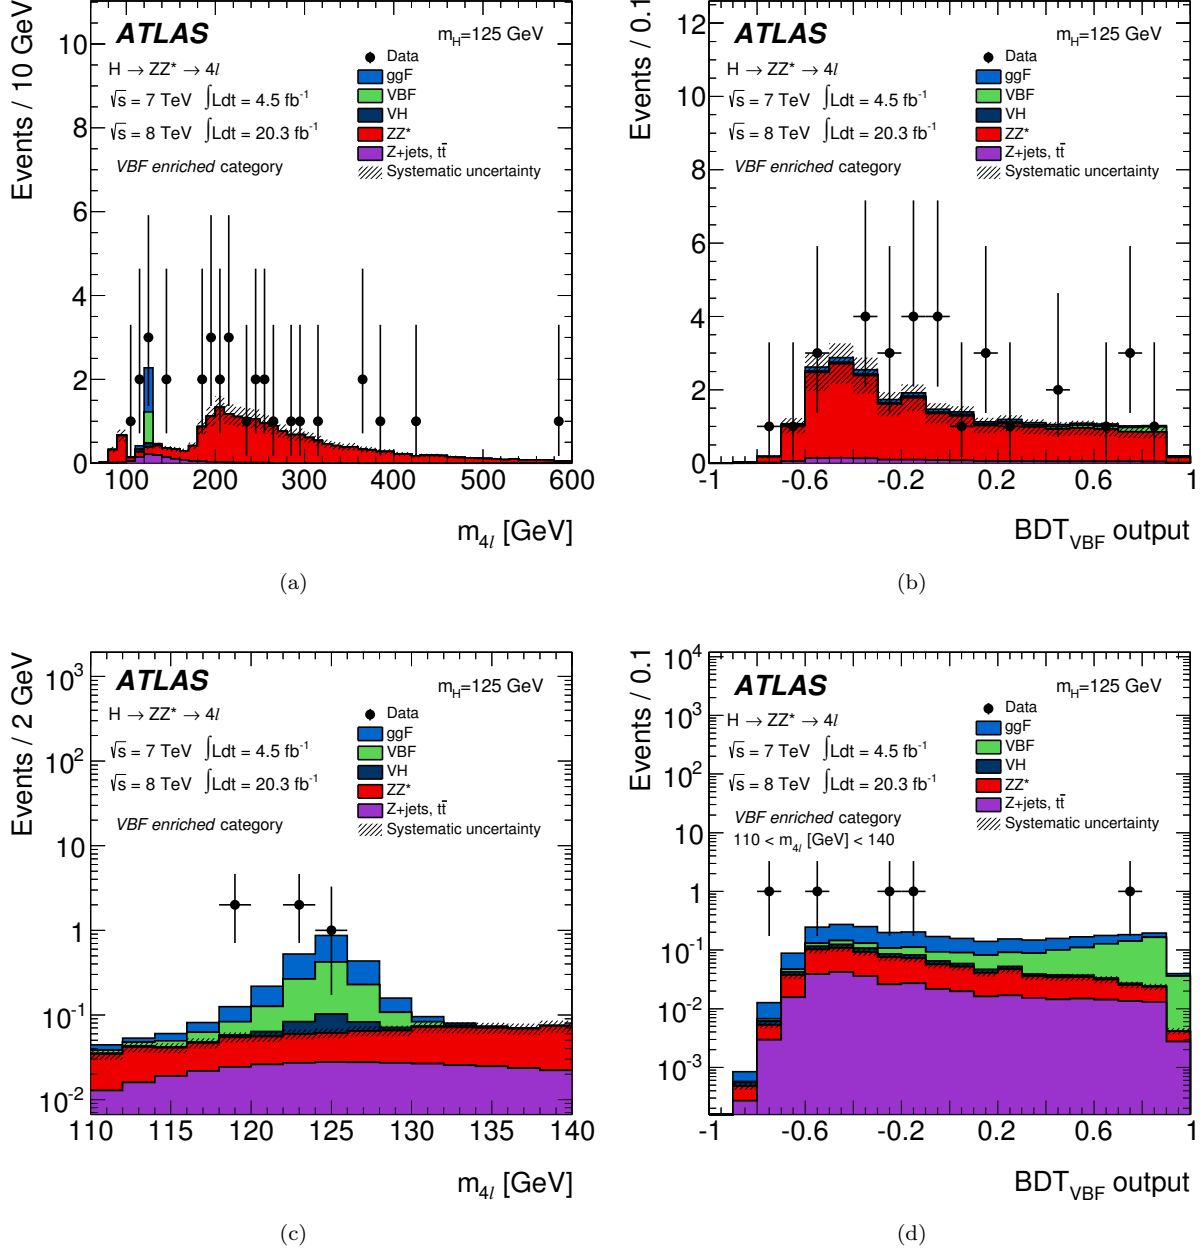 Events / 10 GeV
10
8
6
4
2
0
ATLAS
m_H=125 GeV
H → ZZ* → 4l
√s = 7 TeV ∫Ldt = 4.5 fb⁻¹
√s = 8 TeV ∫Ldt = 20.3 fb⁻¹
VBF enriched category
Data
ggF
VBF
VH
ZZ*
Z+jets, tt̄
Systematic uncertainty
100 200 300 400 500 600
m_4l [GeV]
(a)
Events / 0.1
12
10
8
6
4
2
0
ATLAS
m_H=125 GeV
H → ZZ* → 4l
√s = 7 TeV ∫Ldt = 4.5 fb⁻¹
√s = 8 TeV ∫Ldt = 20.3 fb⁻¹
VBF enriched category
Data
ggF
VBF
VH
ZZ*
Z+jets, tt̄
Systematic uncertainty
-1 -0.6 -0.2 0.2 0.6 1
BDT_VBF output
(b)
Events / 2 GeV
10³
10²
10
1
10⁻¹
10⁻²
ATLAS
m_H=125 GeV
H → ZZ* → 4l
√s = 7 TeV ∫Ldt = 4.5 fb⁻¹
√s = 8 TeV ∫Ldt = 20.3 fb⁻¹
VBF enriched category
Data
ggF
VBF
VH
ZZ*
Z+jets, tt̄
Systematic uncertainty
110 115 120 125 130 135 140
m_4l [GeV]
(c)
Events / 0.1
10⁴
10³
10²
10
1
10⁻¹
10⁻²
10⁻³
ATLAS
m_H=125 GeV
H → ZZ* → 4l
√s = 7 TeV ∫Ldt = 4.5 fb⁻¹
√s = 8 TeV ∫Ldt = 20.3 fb⁻¹
VBF enriched category
110 < m_4l [GeV] < 140
Data
ggF
VBF
VH
ZZ*
Z+jets, tt̄
Systematic uncertainty
-1 -0.6 -0.2 0.2 0.6 1
BDT_VBF output
(d)